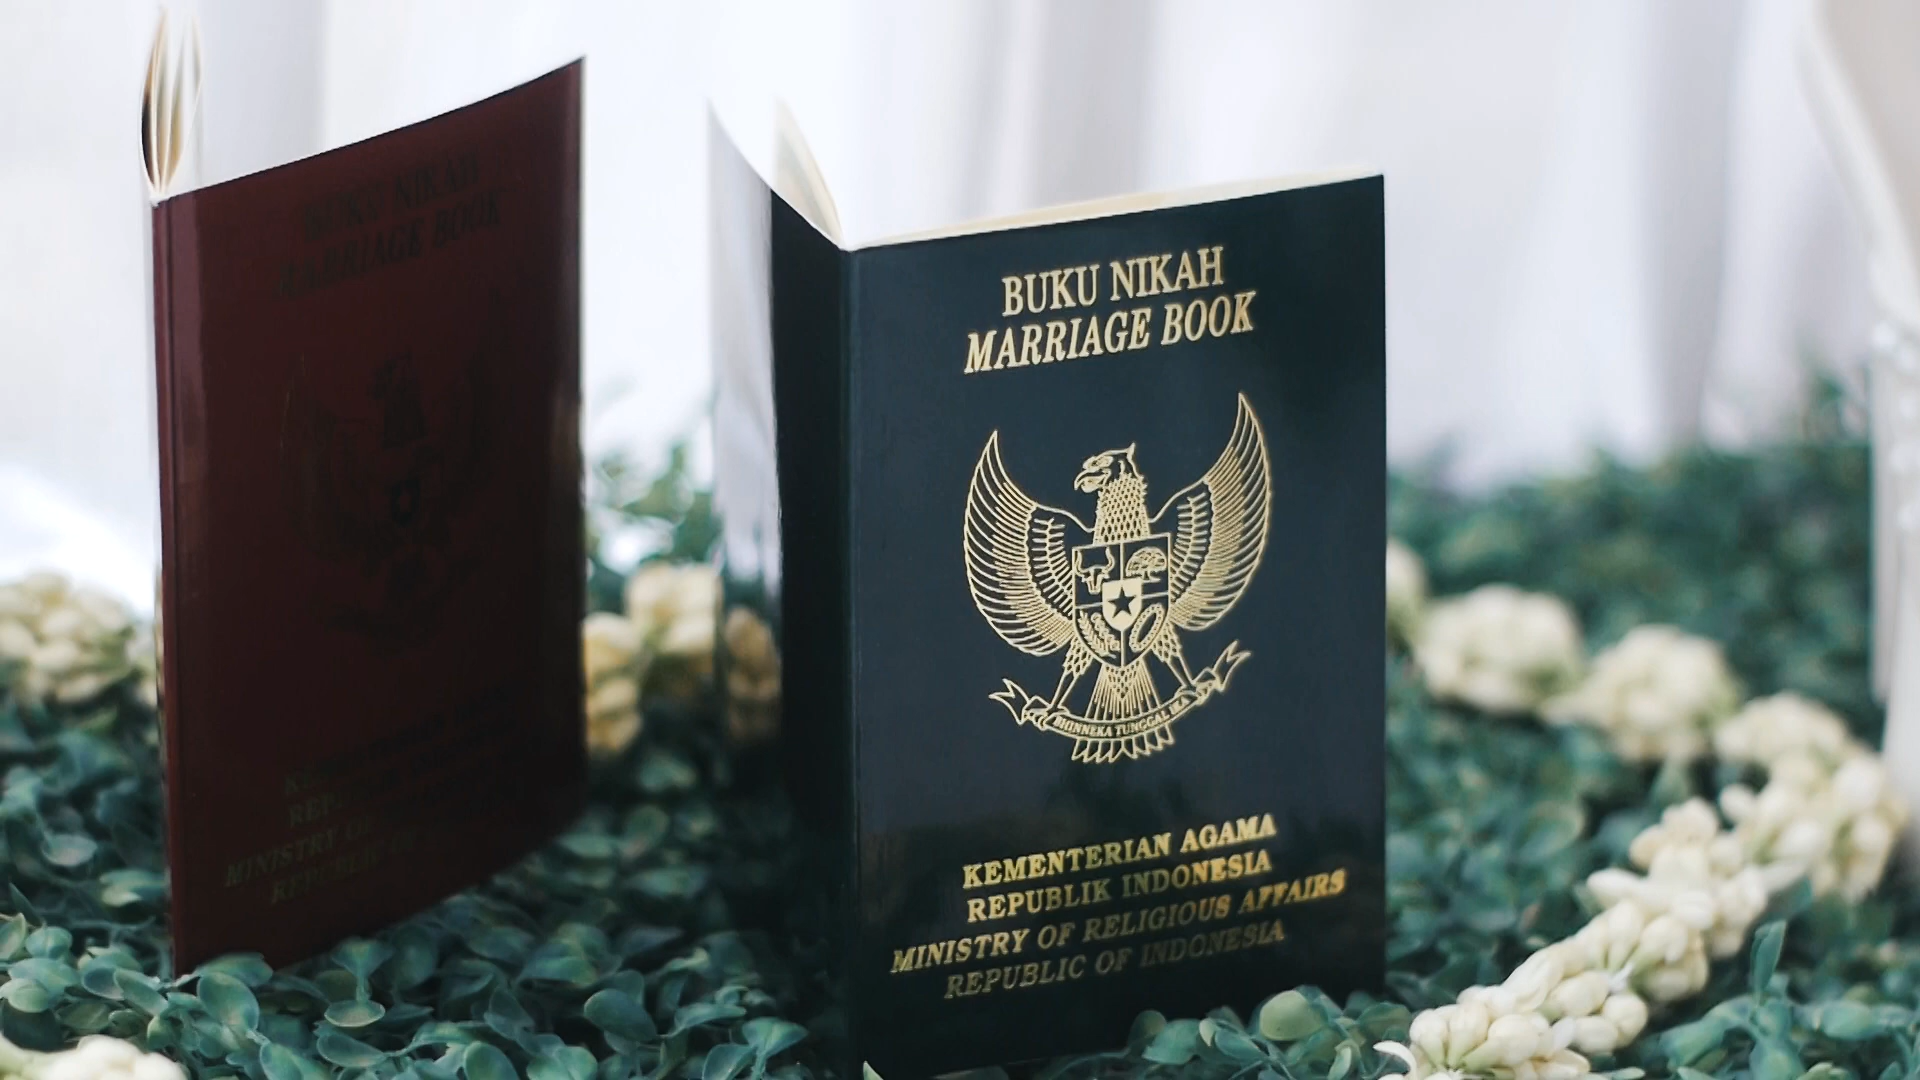 BUKU NIKAH
MARRIAGE BOOK
BUKU NIKAH
MARRIAGE BOOK
BHINNEKA TUNGGAL IKA
KEMENTERIAN AGAMA
REPUBLIK INDONESIA
MINISTRY OF RELIGIOUS AFFAIRS
REPUBLIC OF INDONESIA